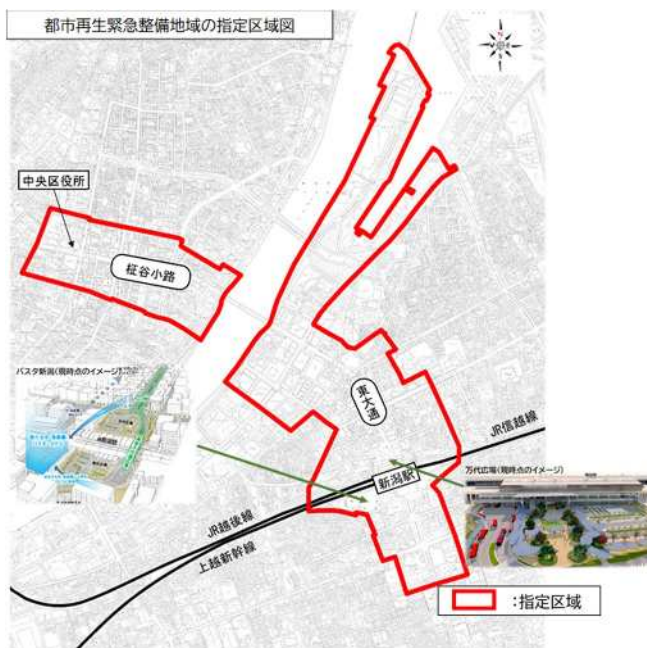 都市再生緊急整備地域の指定区域図
中央区役所
柾谷小路
バスタ新潟(現時点のイメージ)
東大通
JR信越線
万代広場(現時点のイメージ)
新潟駅
JR越後線
上越新幹線
:指定区域